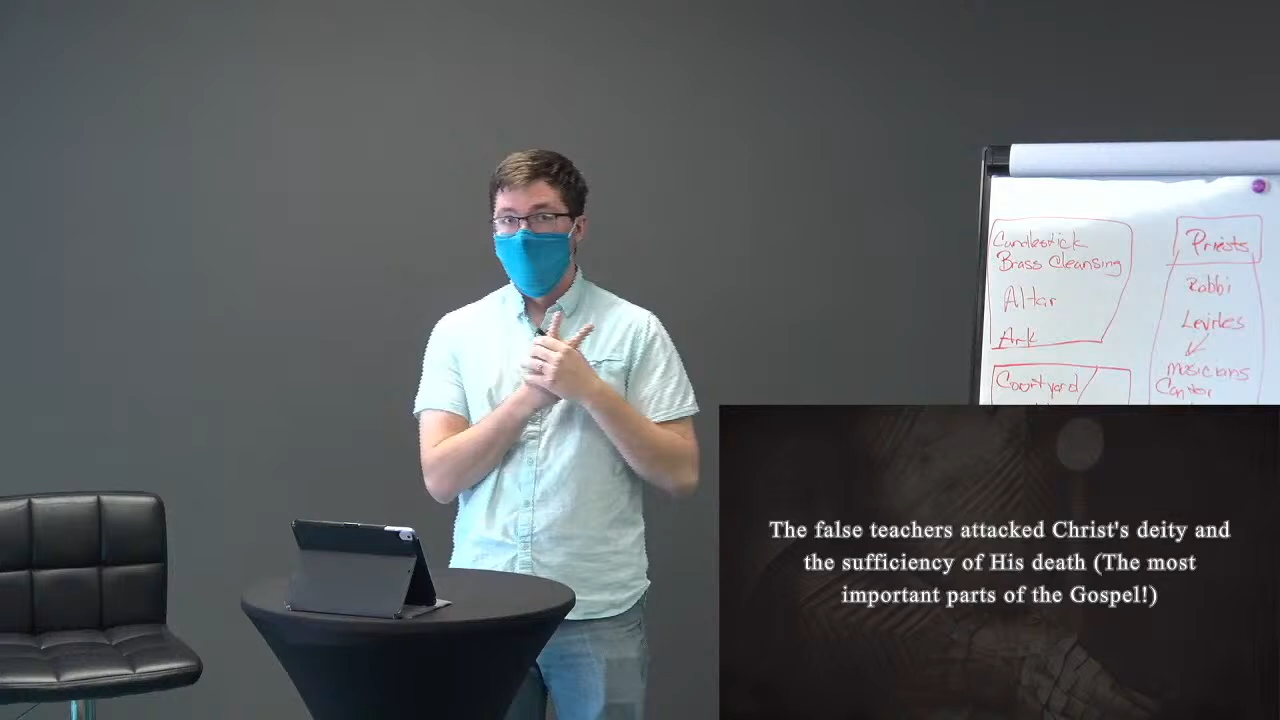 Candlestick
Brass Cleansing
Altar
Ark
Courtyard
Priests
Rabbi
Levites
musicians
Cantor
The false teachers attacked Christ's deity and
the sufficiency of His death (The most
important parts of the Gospel!)